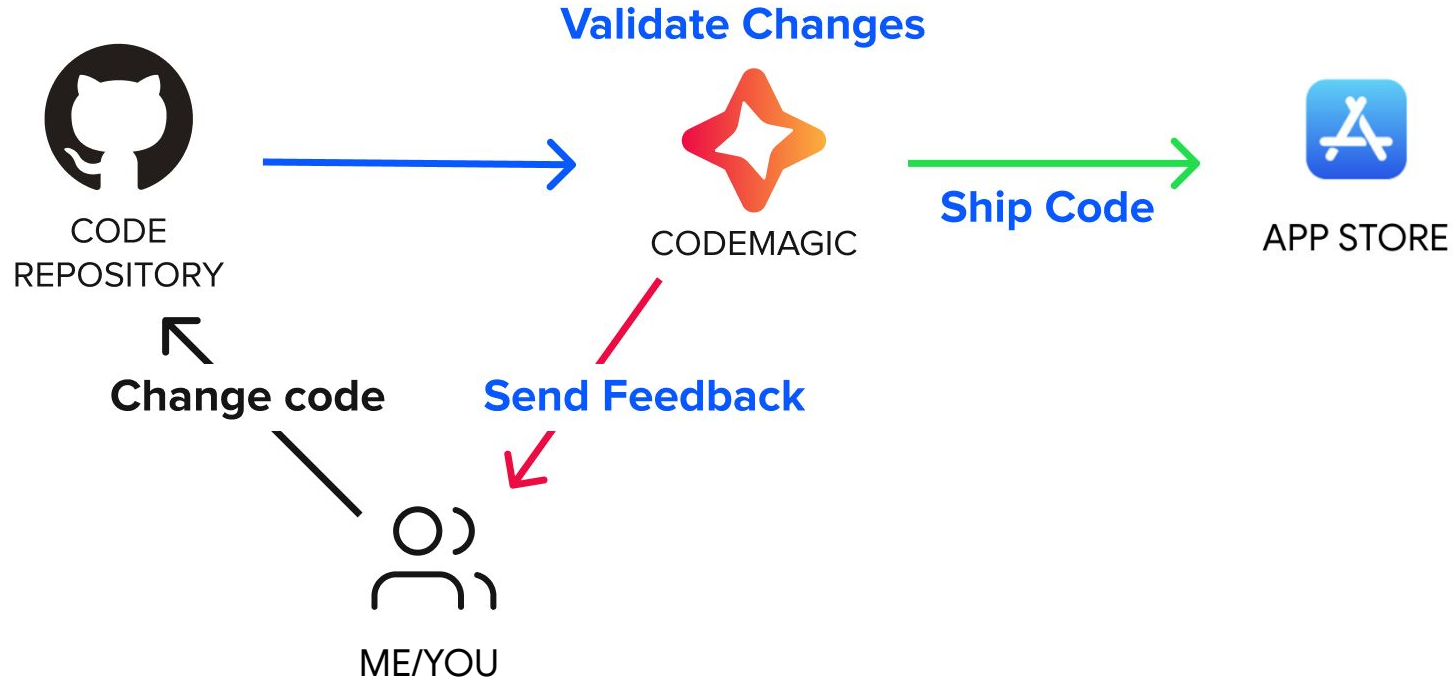 Validate Changes
CODE
REPOSITORY
CODEMAGIC
Ship Code
APP STORE
Change code
Send Feedback
ME/YOU